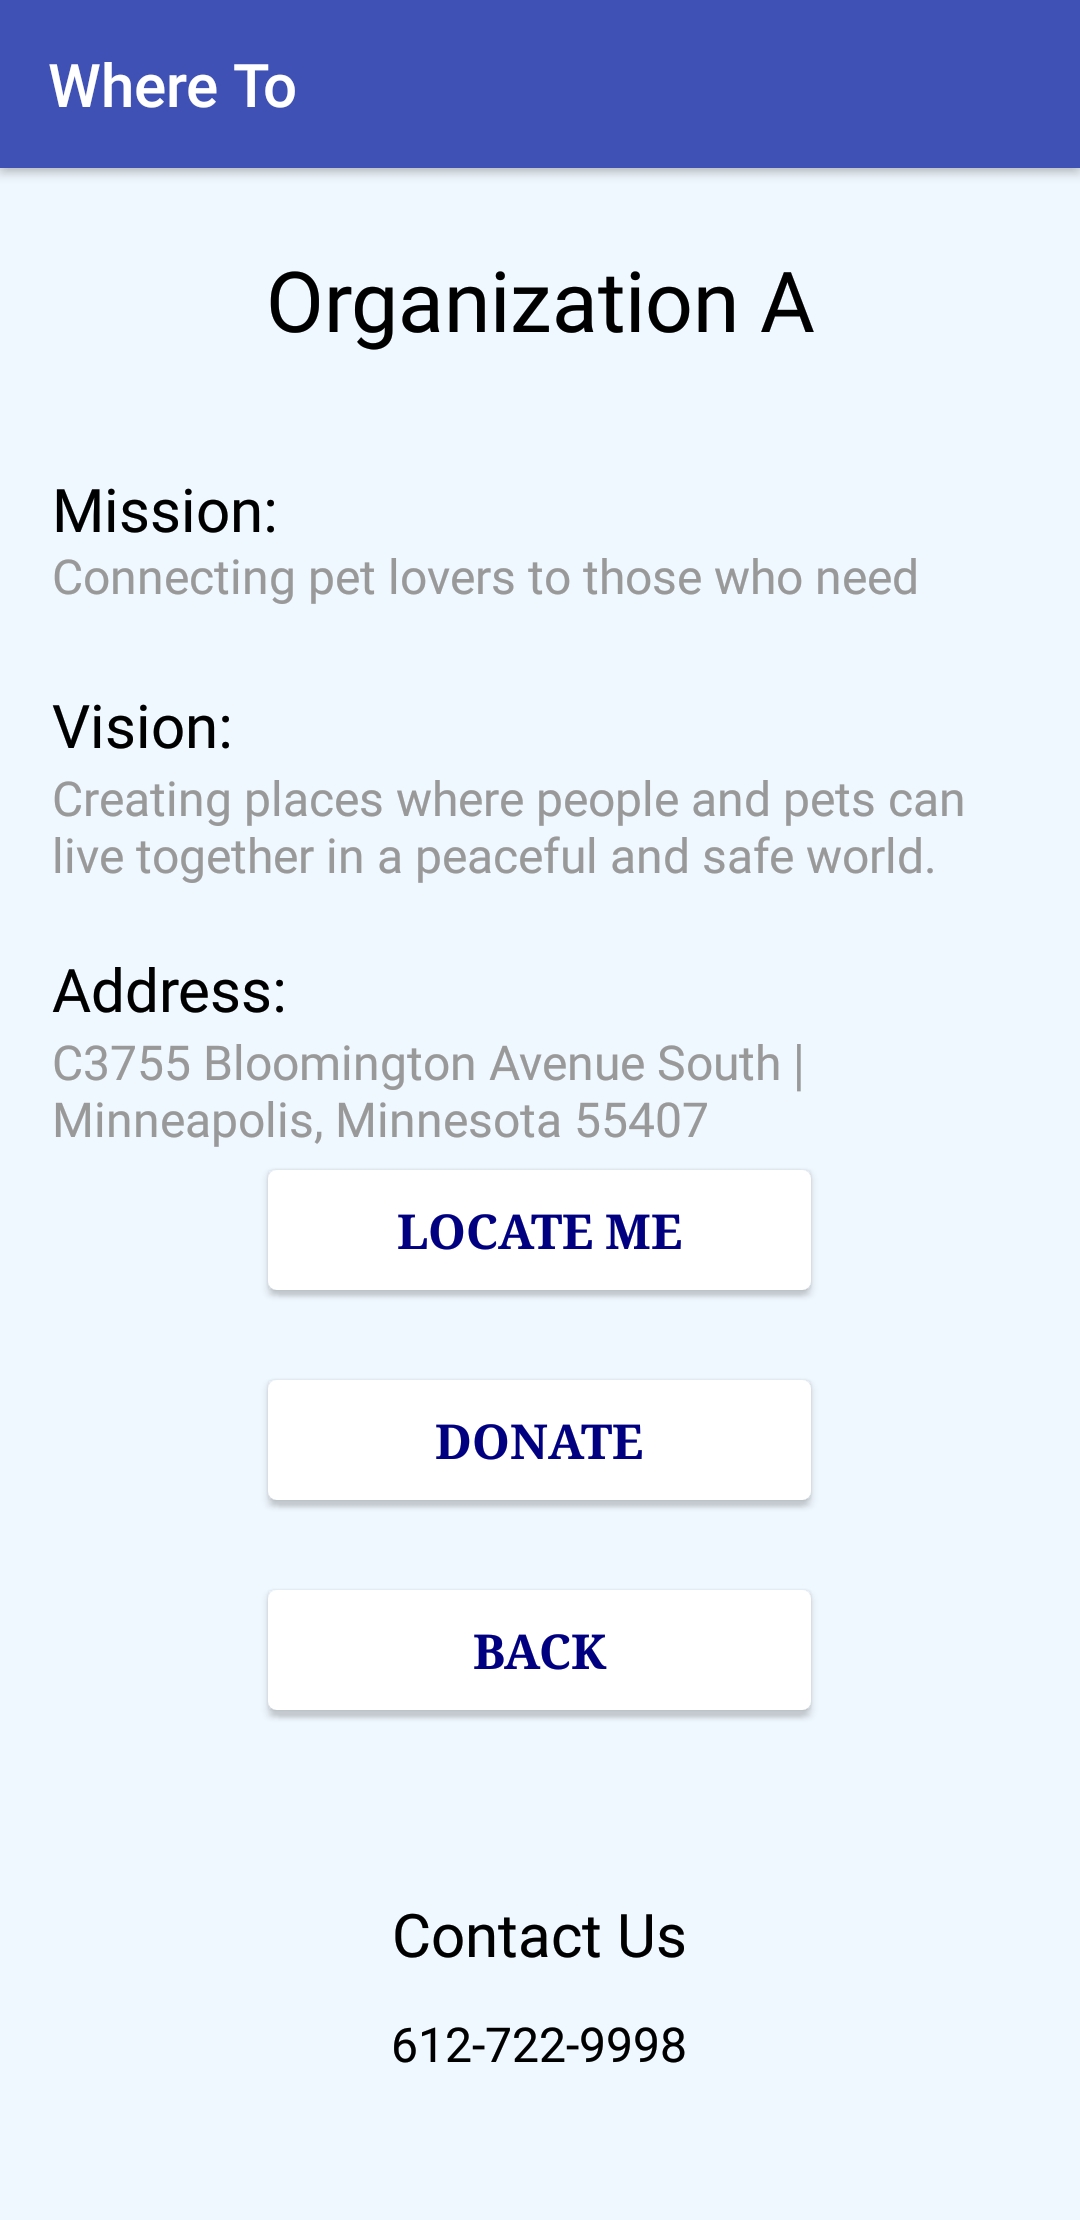 Where To
Organization A
Mission:
Connecting pet lovers to those who need
Vision:
Creating places where people and pets can
live together in a peaceful and safe world.
Address:
C3755 Bloomington Avenue South |
Minneapolis, Minnesota 55407
LOCATE ME
DONATE
BACK
Contact Us
612-722-9998